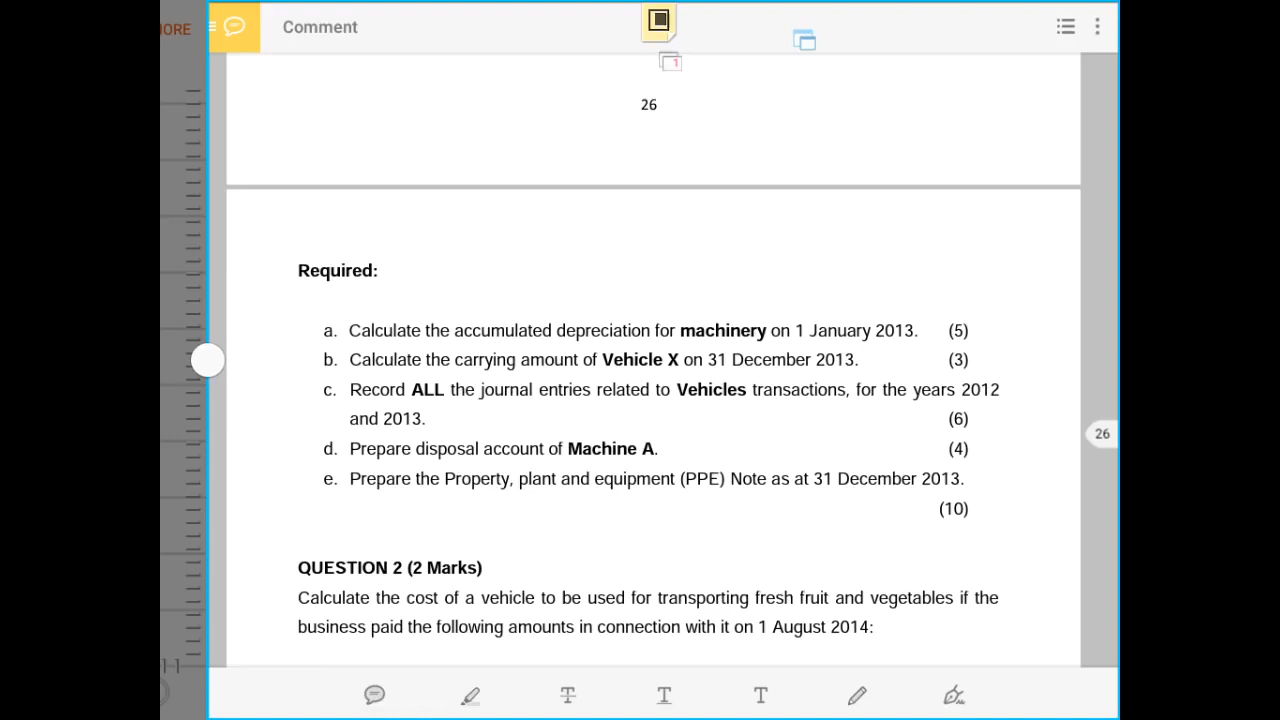 ORE
Comment
1
26
Required:
a. Calculate the accumulated depreciation for machinery on 1 January 2013. (5)
b. Calculate the carrying amount of Vehicle X on 31 December 2013. (3)
c. Record ALL the journal entries related to Vehicles transactions, for the years 2012
and 2013. (6)
d. Prepare disposal account of Machine A. (4)
26
e. Prepare the Property, plant and equipment (PPE) Note as at 31 December 2013.
(10)
QUESTION 2 (2 Marks)
Calculate the cost of a vehicle to be used for transporting fresh fruit and vegetables if the
business paid the following amounts in connection with it on 1 August 2014:
T T T